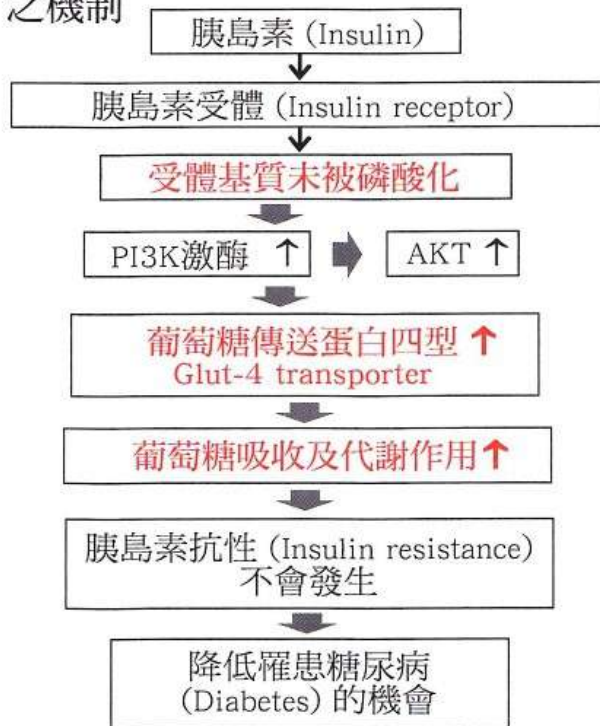 之機制
胰島素 (Insulin)
胰島素受體 (Insulin receptor)
受體基質未被磷酸化
PI3K激酶 ↑
AKT ↑
葡萄糖傳送蛋白四型 ↑
Glut-4 transporter
葡萄糖吸收及代謝作用↑
胰島素抗性 (Insulin resistance)
不會發生
降低罹患糖尿病
(Diabetes) 的機會